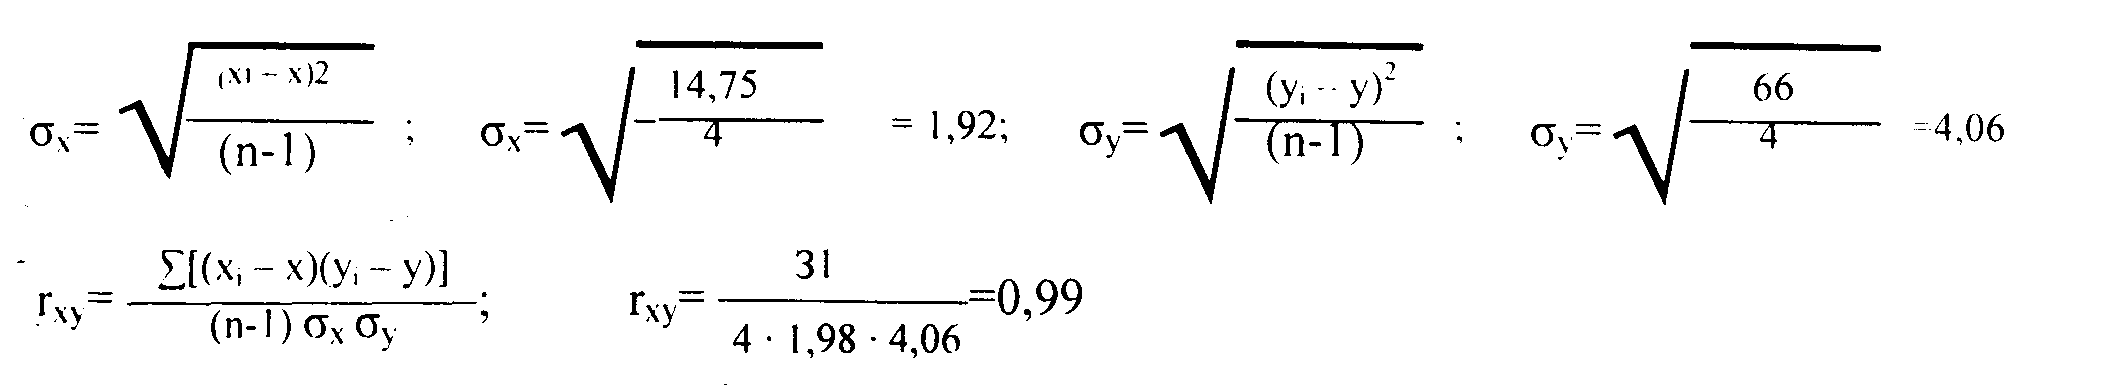 σx= √ (xi – x)2 / (n-1) ; σx= √ 14,75 / 4 = 1,92; σy= √ (yi – y)² / (n-1) ; σy= √ 66 / 4 =4,06
rxy= ∑[(xi – x)(yi – y)] / (n-1) σx σy ; rxy= 31 / 4 · 1,98 · 4,06 =0,99